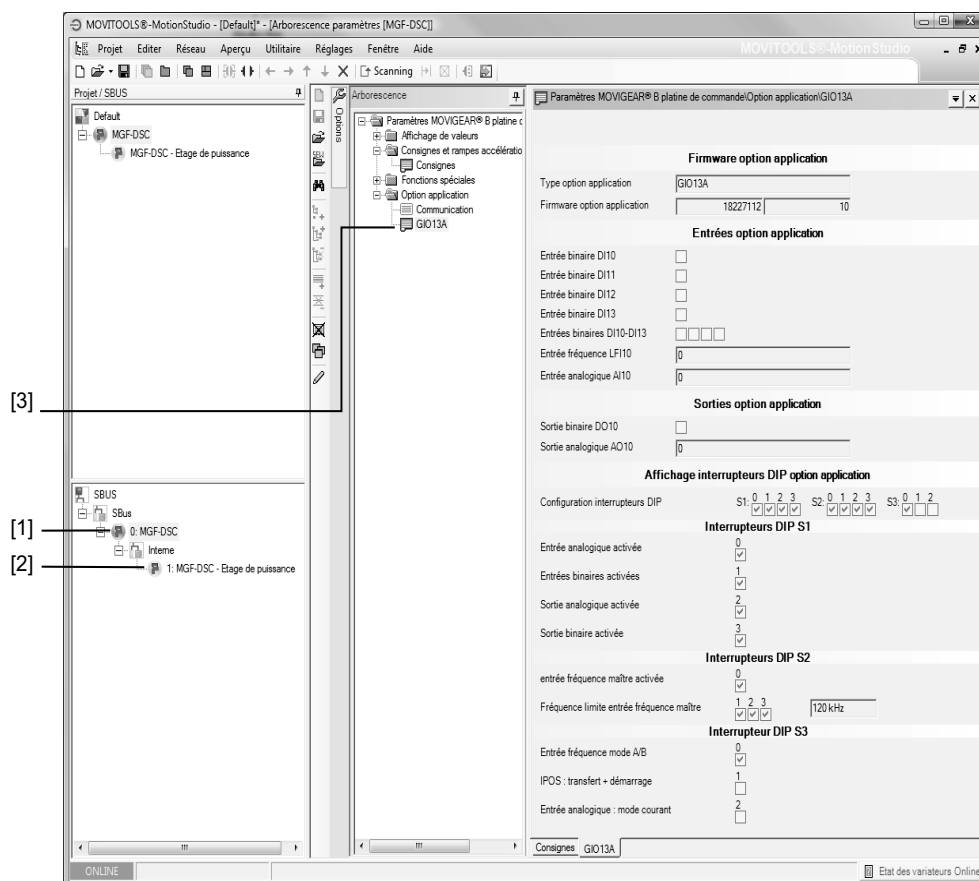 MOVITOOLS®-MotionStudio - [Default]* - [Arborescence paramètres [MGF-DSC]]
Projet Editer Réseau Aperçu Utilitaire Réglages Fenêtre Aide
MOVITOOLS®-MotionStudio
Scanning
Projet / SBUS
Default
MGF-DSC
MGF-DSC - Etage de puissance
Options
Arborescence
Paramètres MOVIGEAR® B platine c
Affichage de valeurs
Consignes et rampes accélératio
Consignes
Fonctions spéciales
Option application
Communication
GIO13A
[3]
SBUS
SBus
[1]
0: MGF-DSC
Interne
[2]
1: MGF-DSC - Etage de puissance
Paramètres MOVIGEAR® B platine de commande\Option application\GIO13A
Firmware option application
Type option application GIO13A
Firmware option application 18227112 10
Entrées option application
Entrée binaire DI10
Entrée binaire DI11
Entrée binaire DI12
Entrée binaire DI13
Entrées binaires DI10-DI13
Entrée fréquence LFI10 0
Entrée analogique AI10 0
Sorties option application
Sortie binaire DO10
Sortie analogique AO10 0
Affichage interrupteurs DIP option application
Configuration interrupteurs DIP S1: 0 1 2 3 S2: 0 1 2 3 S3: 0 1 2
Interrupteurs DIP S1
Entrée analogique activée 0
Entrées binaires activées 1
Sortie analogique activée 2
Sortie binaire activée 3
Interrupteurs DIP S2
entrée fréquence maître activée 0
Fréquence limite entrée fréquence maître 1 2 3 120 kHz
Interrupteur DIP S3
Entrée fréquence mode A/B 0
IPOS : transfert + démarrage 1
Entrée analogique : mode courant 2
Consignes GIO13A
ONLINE
Etat des variateurs Online